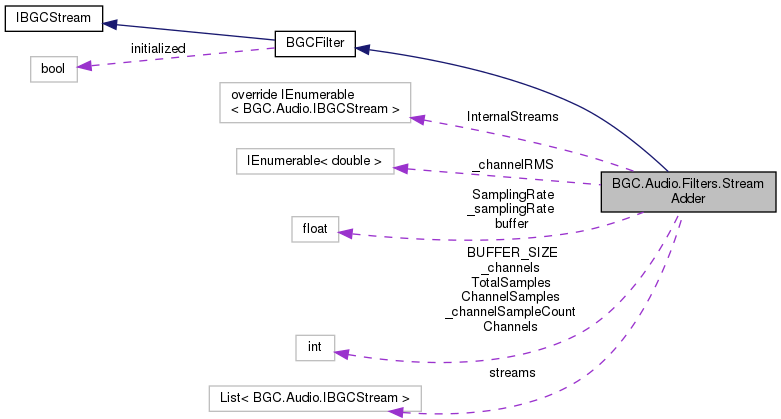 IBGCStream
BGCFilter
initialized
bool
override IEnumerable
< BGC.Audio.IBGCStream >
InternalStreams
IEnumerable< double >
_channelRMS
BGC.Audio.Filters.Stream
Adder
SamplingRate
_samplingRate
buffer
float
BUFFER_SIZE
_channels
TotalSamples
ChannelSamples
_channelSampleCount
Channels
int
streams
List< BGC.Audio.IBGCStream >